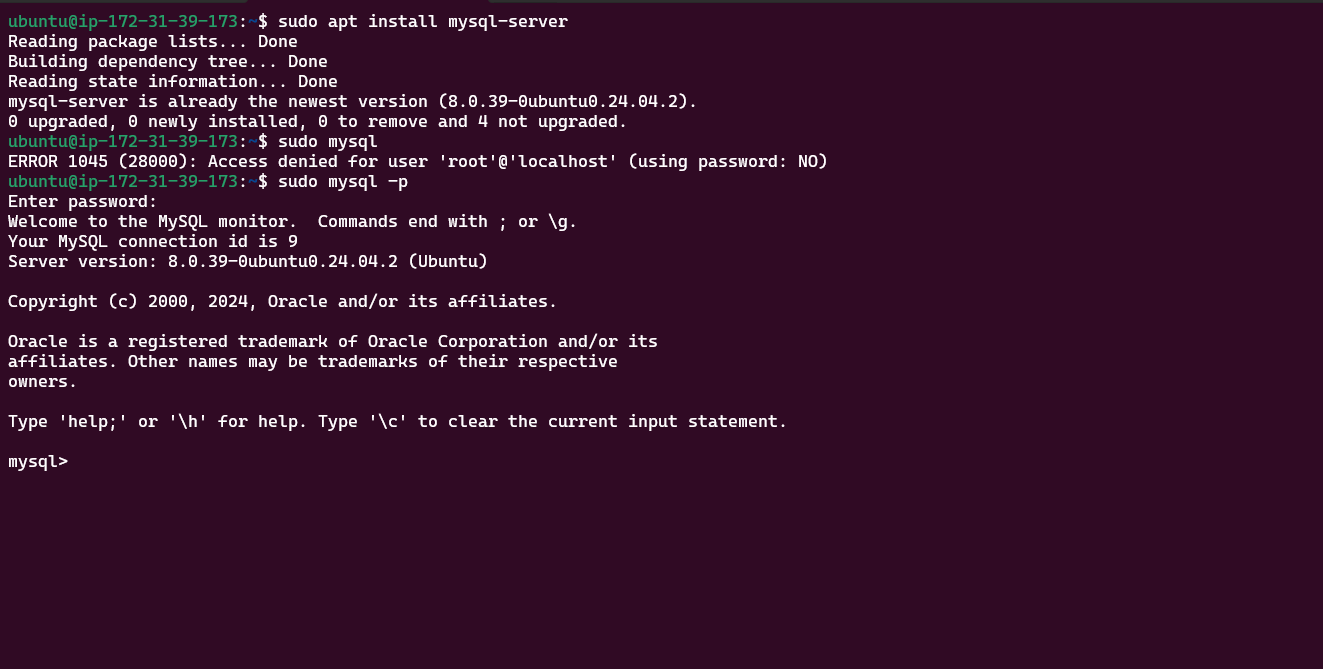 ubuntu@ip-172-31-39-173:~$ sudo apt install mysql-server
Reading package lists... Done
Building dependency tree... Done
Reading state information... Done
mysql-server is already the newest version (8.0.39-0ubuntu0.24.04.2).
0 upgraded, 0 newly installed, 0 to remove and 4 not upgraded.
ubuntu@ip-172-31-39-173:~$ sudo mysql
ERROR 1045 (28000): Access denied for user 'root'@'localhost' (using password: NO)
ubuntu@ip-172-31-39-173:~$ sudo mysql -p
Enter password:
Welcome to the MySQL monitor.  Commands end with ; or \g.
Your MySQL connection id is 9
Server version: 8.0.39-0ubuntu0.24.04.2 (Ubuntu)
Copyright (c) 2000, 2024, Oracle and/or its affiliates.
Oracle is a registered trademark of Oracle Corporation and/or its
affiliates. Other names may be trademarks of their respective
owners.
Type 'help;' or '\h' for help. Type '\c' to clear the current input statement.
mysql>